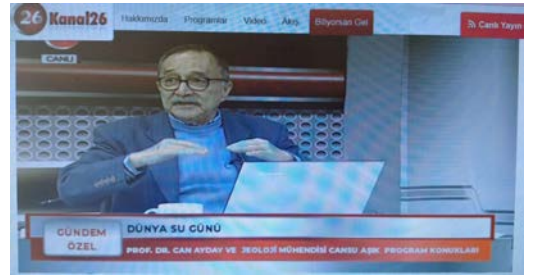 26 Kanal26 Hakkımızda Programlar Video Akış Biliyorsan Gel Canlı Yayın
CANLI
GÜNDEM ÖZEL
DÜNYA SU GÜNÜ
PROF. DR. CAN AYDAY VE JEOLOJİ MÜHENDİSİ CANSU AŞIK PROGRAM KONUKLARI